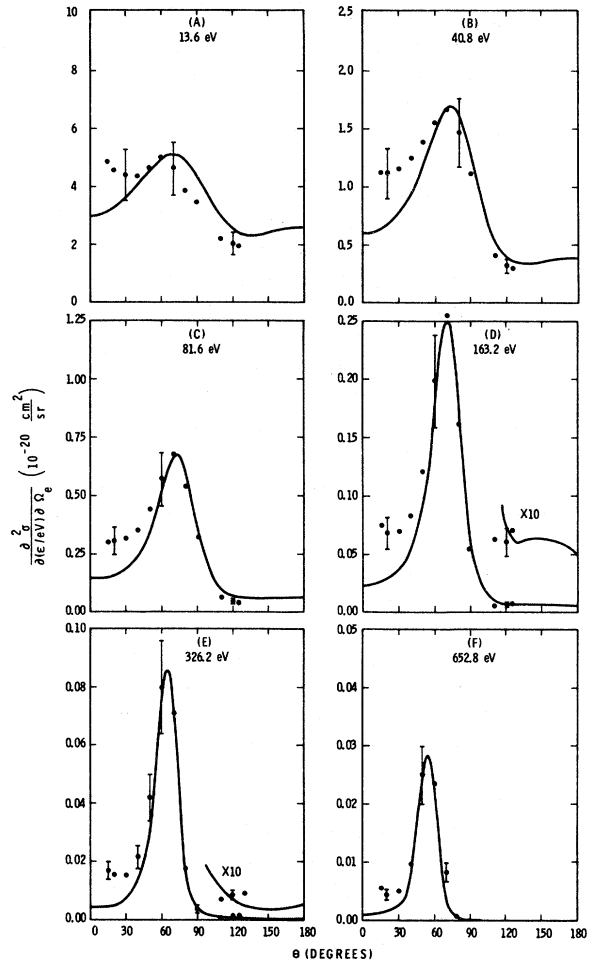 (A)
13.6 eV
10
8
6
4
2
0
(B)
40.8 eV
2.5
2.0
1.5
1.0
0.5
0.0
(C)
81.6 eV
1.25
1.00
0.75
0.50
0.25
0.00
(D)
163.2 eV
0.25
0.20
0.15
0.10
0.05
0.00
X10
∂²σ / ∂(ε/eV)∂Ωe (10⁻²⁰ cm²/sr)
(E)
326.2 eV
0.10
0.08
0.06
0.04
0.02
0.00
X10
0 30 60 90 120 150 180
(F)
652.8 eV
0.05
0.04
0.03
0.02
0.01
0.00
0 30 60 90 120 150 180
Θ (DEGREES)